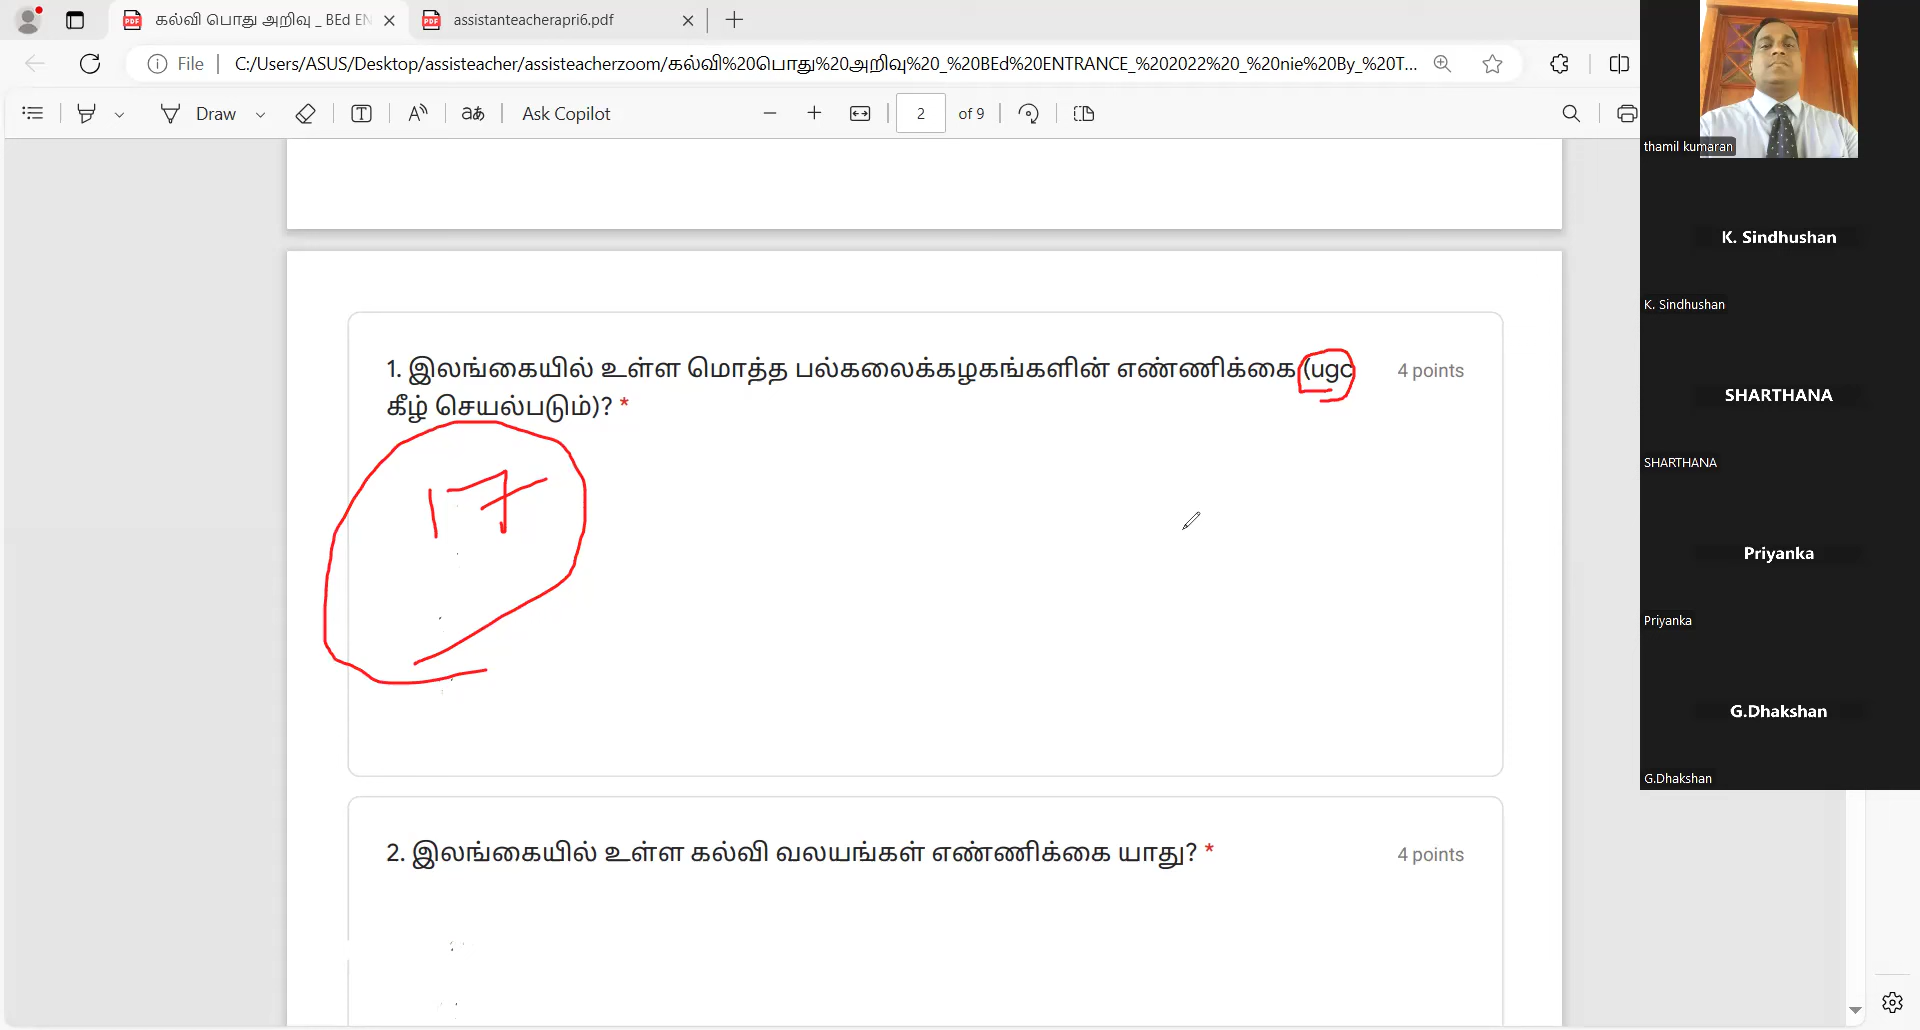 கல்வி பொது அறிவு _ BEd EN
assistanteacherapri6.pdf
File
C:/Users/ASUS/Desktop/assisteacher/assisteacherzoom/கல்வி%20பொது%20அறிவு%20_%20BEd%20ENTRANCE_%202022%20_%20nie%20By_%20T...
Draw
Ask Copilot
2 of 9
1. இலங்கையில் உள்ள மொத்த பல்கலைக்கழகங்களின் எண்ணிக்கை (ugc
கீழ் செயல்படும்)? *
4 points
17
2. இலங்கையில் உள்ள கல்வி வலயங்கள் எண்ணிக்கை யாது? *
4 points
thamil kumaran
K. Sindhushan
K. Sindhushan
SHARTHANA
SHARTHANA
Priyanka
Priyanka
G.Dhakshan
G.Dhakshan